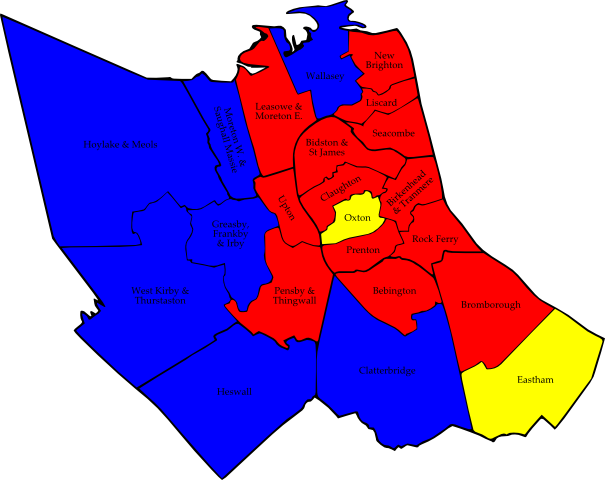 New
Brighton
Wallasey
Liscard
Leasowe &
Moreton E.
Seacombe
Moreton W. &
Saughall Massie
Bidston &
St James
Hoylake & Meols
Claughton
Birkenhead
& Tranmere
Upton
Oxton
Greasby,
Frankby
& Irby
Rock Ferry
Prenton
West Kirby &
Thurstaston
Pensby &
Thingwall
Bebington
Bromborough
Clatterbridge
Eastham
Heswall